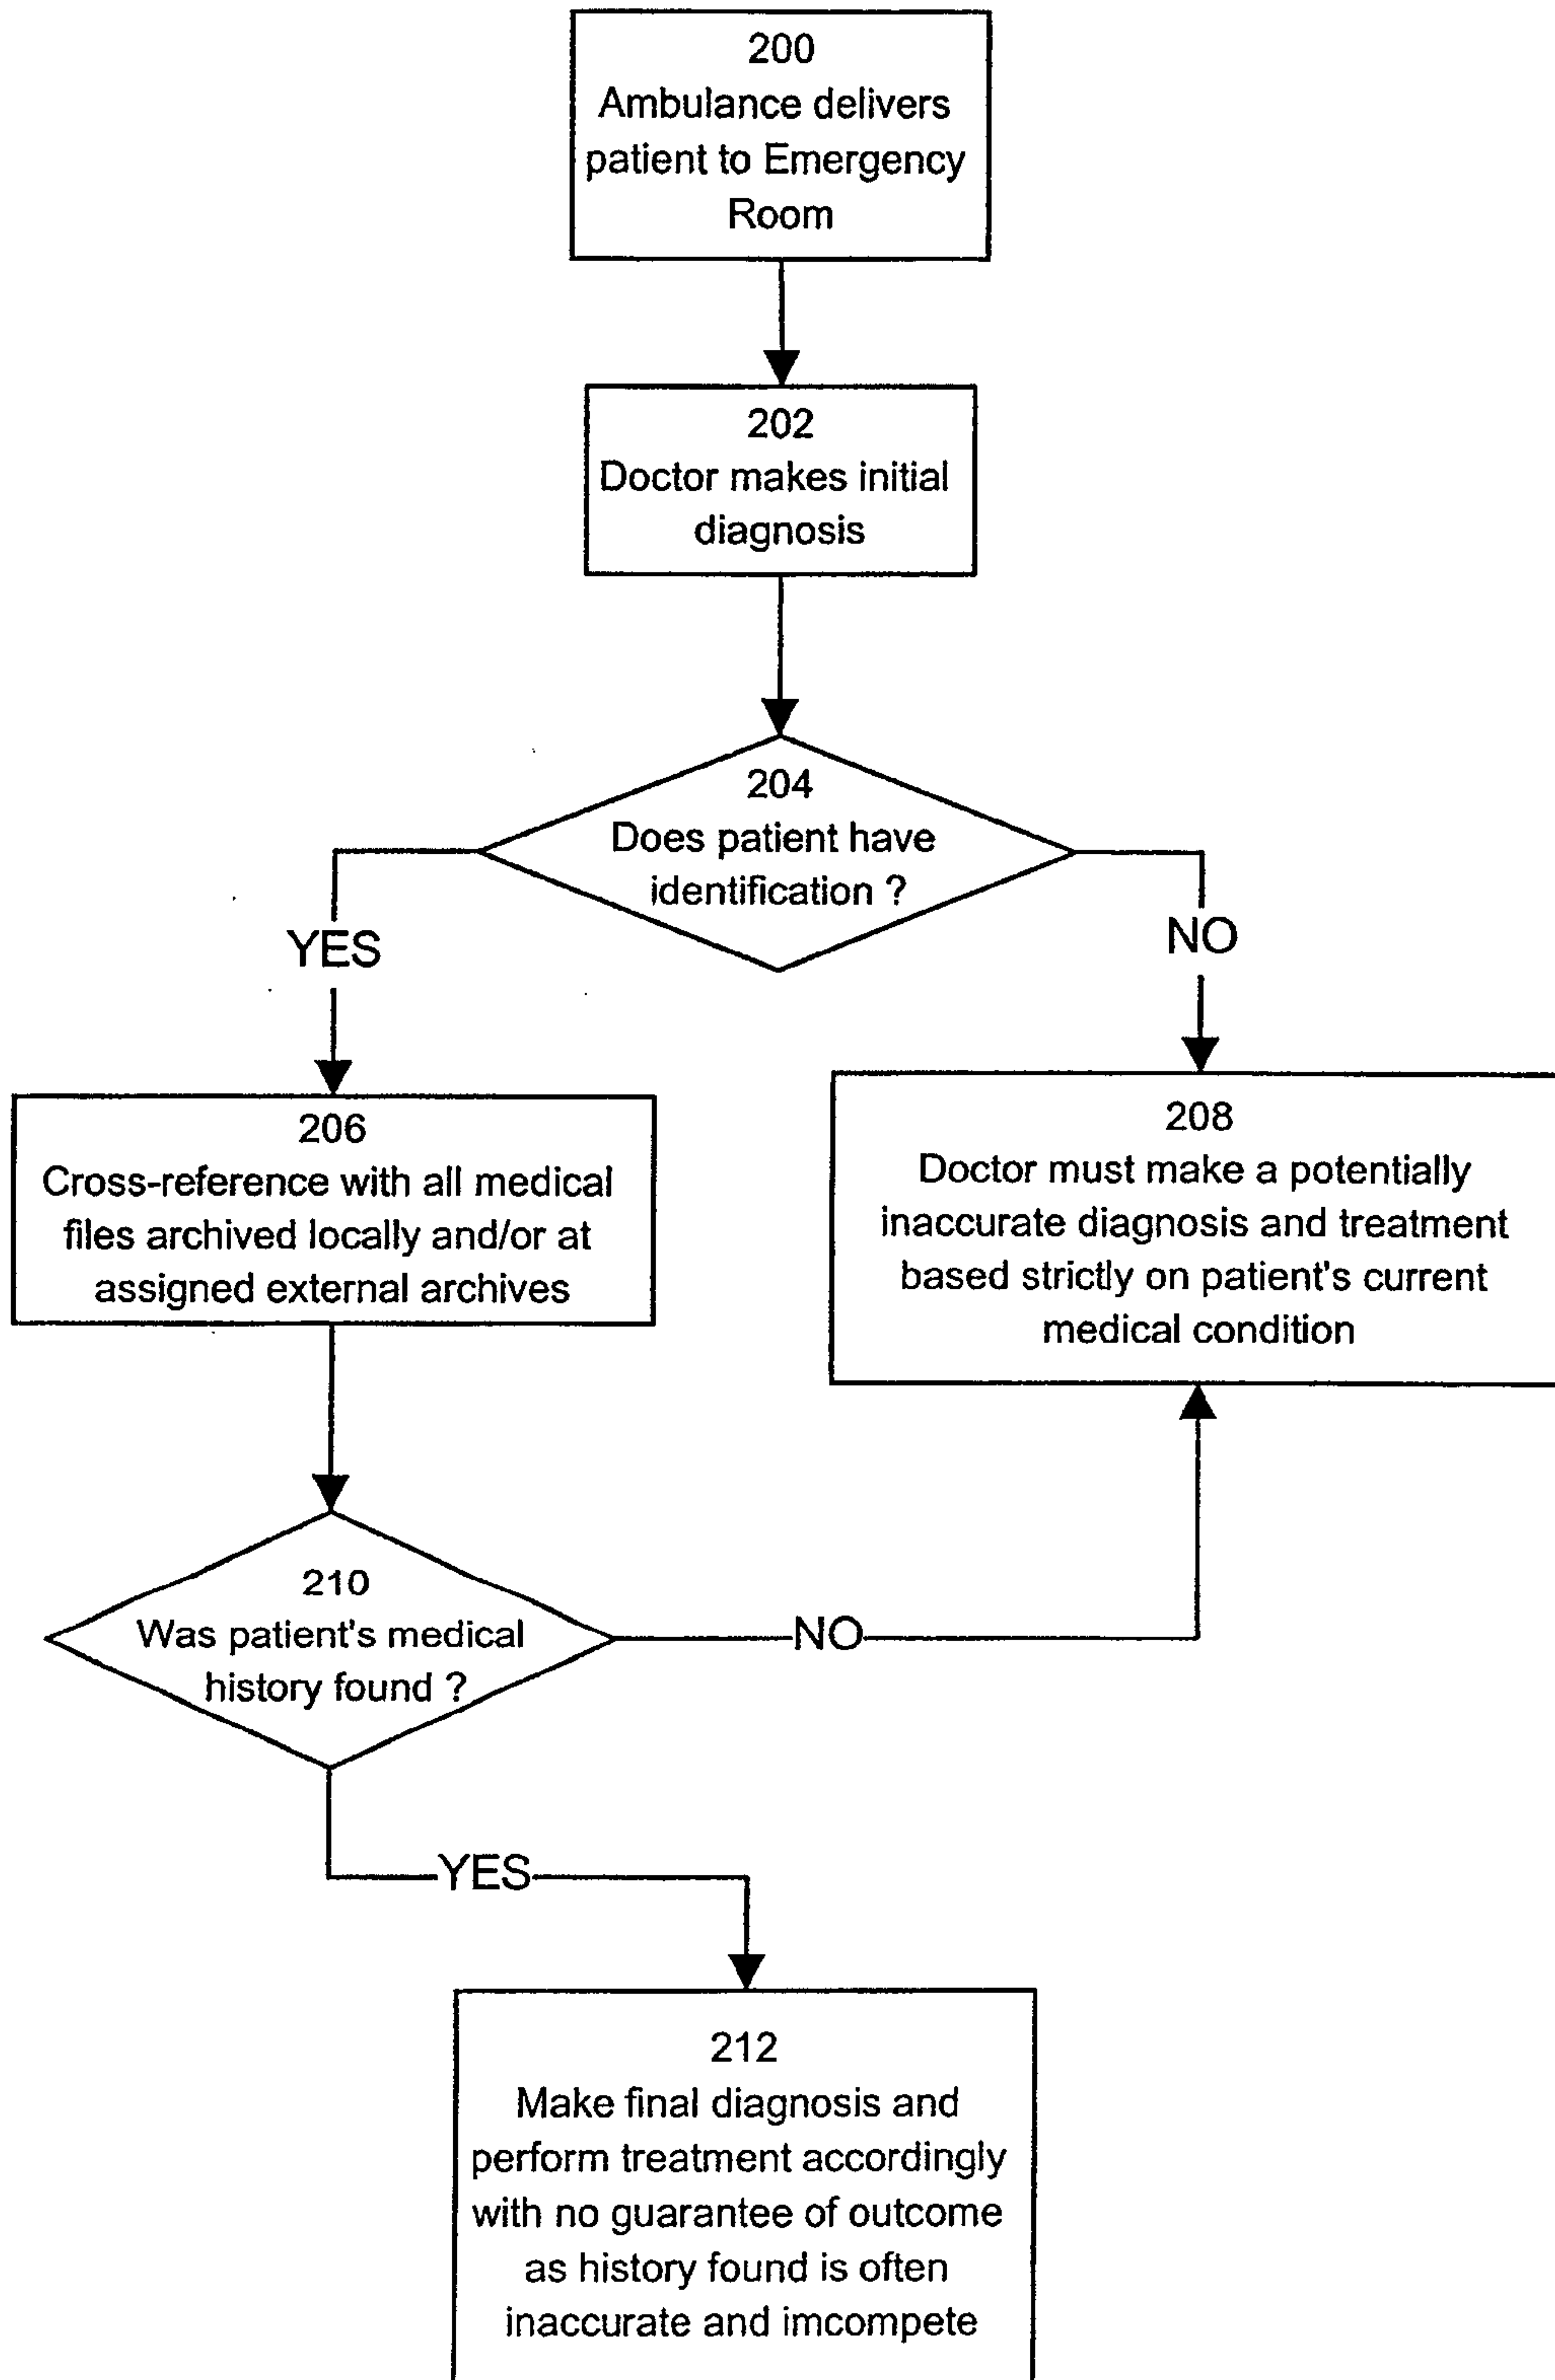 200
Ambulance delivers
patient to Emergency
Room
202
Doctor makes initial
diagnosis
204
Does patient have
identification ?
YES
NO
206
Cross-reference with all medical
files archived locally and/or at
assigned external archives
208
Doctor must make a potentially
inaccurate diagnosis and treatment
based strictly on patient's current
medical condition
210
Was patient's medical
history found ?
NO
YES
212
Make final diagnosis and
perform treatment accordingly
with no guarantee of outcome
as history found is often
inaccurate and imcompete